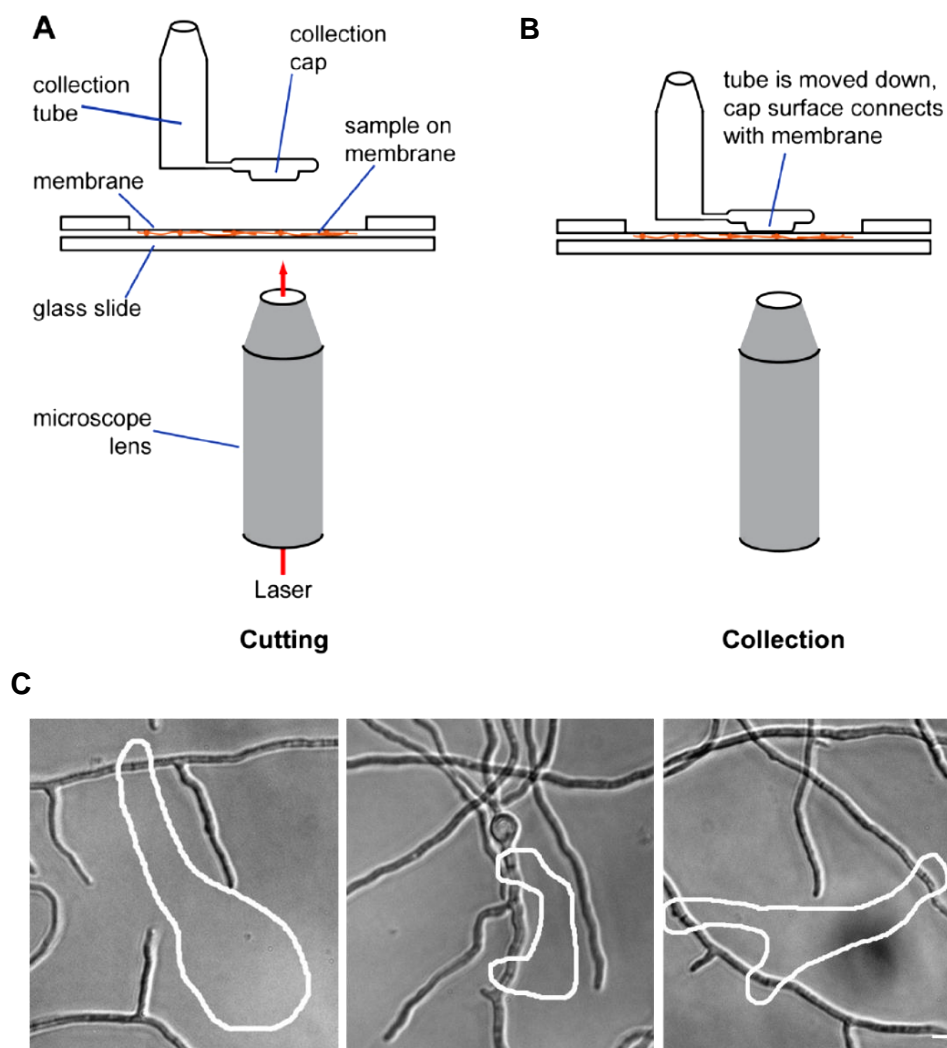 A
collection
cap
collection
tube
sample on
membrane
membrane
glass slide
microscope
lens
Laser
Cutting
B
tube is moved down,
cap surface connects
with membrane
Collection
C